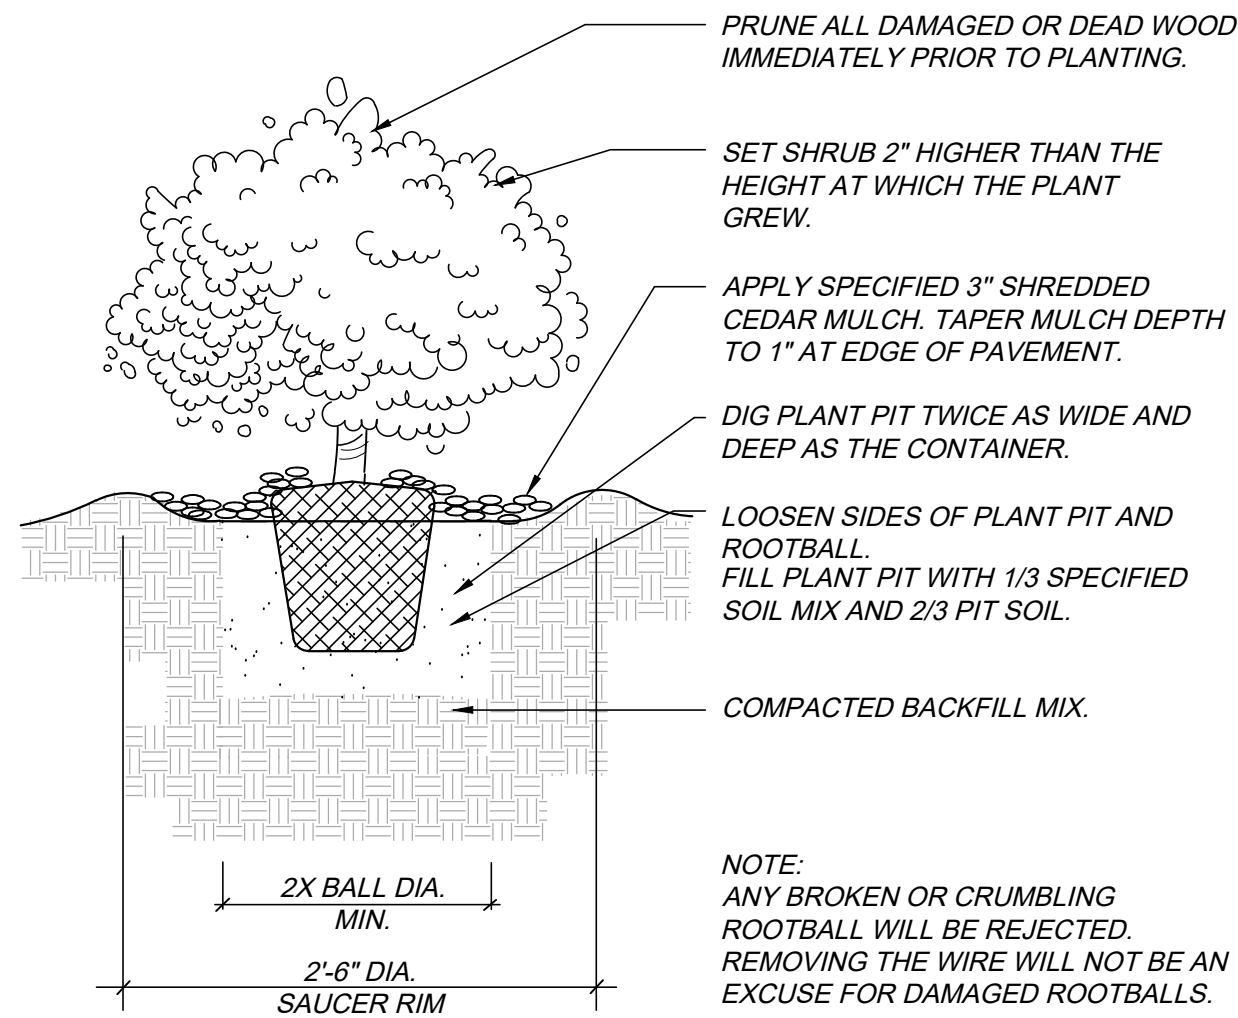 PRUNE ALL DAMAGED OR DEAD WOOD
IMMEDIATELY PRIOR TO PLANTING.
SET SHRUB 2" HIGHER THAN THE
HEIGHT AT WHICH THE PLANT
GREW.
APPLY SPECIFIED 3" SHREDDED
CEDAR MULCH. TAPER MULCH DEPTH
TO 1" AT EDGE OF PAVEMENT.
DIG PLANT PIT TWICE AS WIDE AND
DEEP AS THE CONTAINER.
LOOSEN SIDES OF PLANT PIT AND
ROOTBALL.
FILL PLANT PIT WITH 1/3 SPECIFIED
SOIL MIX AND 2/3 PIT SOIL.
COMPACTED BACKFILL MIX.
NOTE:
ANY BROKEN OR CRUMBLING
ROOTBALL WILL BE REJECTED.
REMOVING THE WIRE WILL NOT BE AN
EXCUSE FOR DAMAGED ROOTBALLS.
2X BALL DIA.
MIN.
2'-6" DIA.
SAUCER RIM